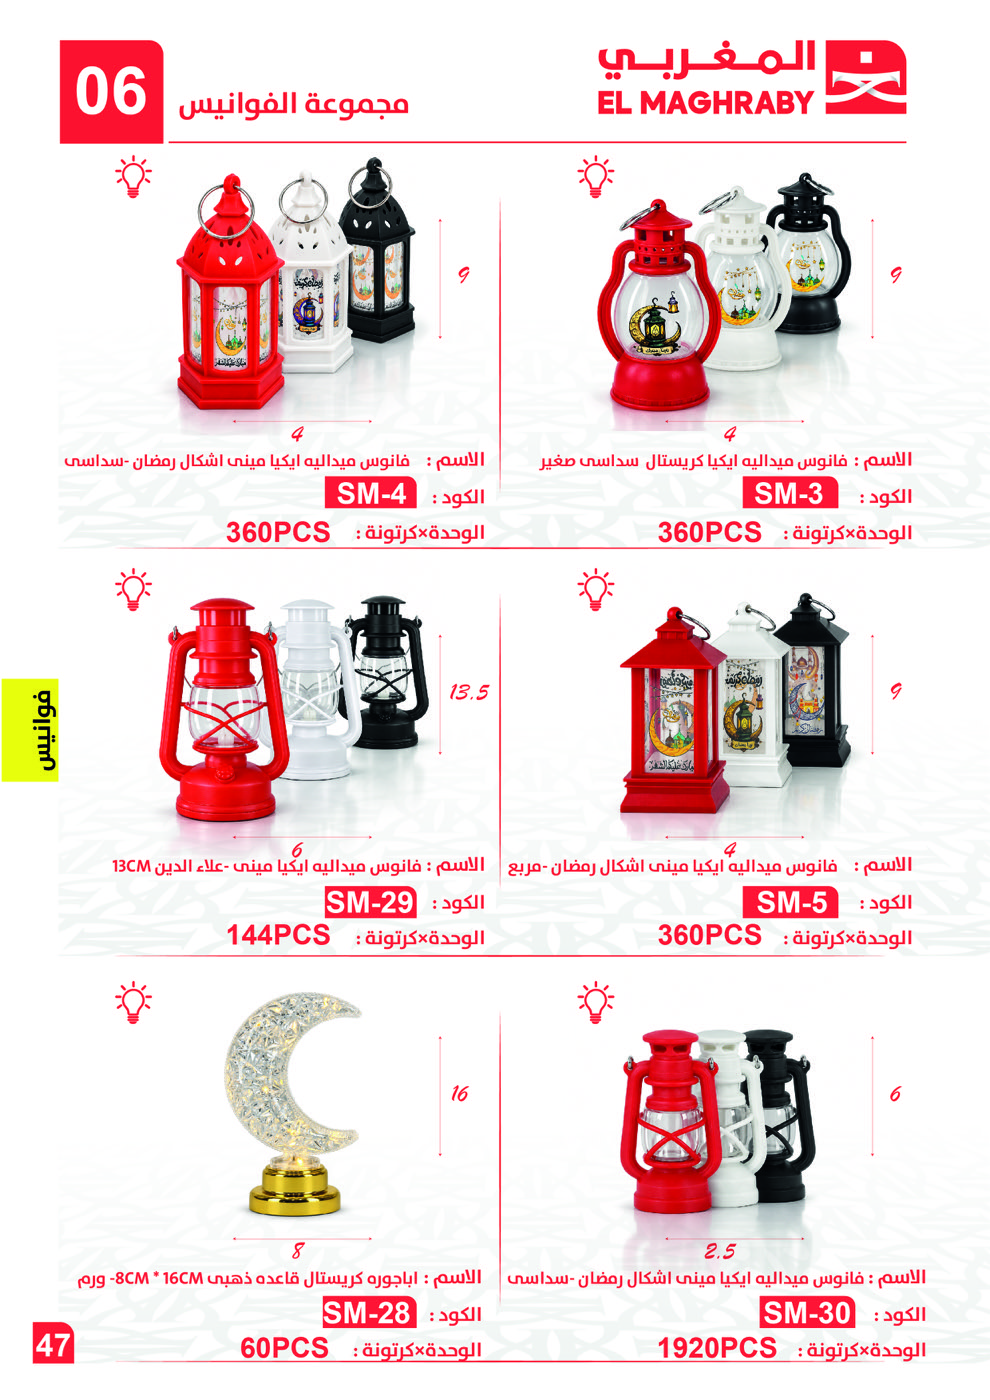 المغربي
EL MAGHRABY
06
مجموعة الفوانيس
9
4
الاسم : فانوس ميداليه ايكيا كريستال سداسى صغير
الكود : SM-3
الوحدة×كرتونة : 360PCS
9
4
الاسم : فانوس ميداليه ايكيا مينى اشكال رمضان -سداسى
الكود : SM-4
الوحدة×كرتونة : 360PCS
9
4
الاسم : فانوس ميداليه ايكيا مينى اشكال رمضان -مربع
الكود : SM-5
الوحدة×كرتونة : 360PCS
13.5
6
الاسم : فانوس ميداليه ايكيا مينى -علاء الدين 13CM
الكود : SM-29
الوحدة×كرتونة : 144PCS
فوانيس
6
2.5
الاسم : فانوس ميداليه ايكيا مينى اشكال رمضان -سداسى
الكود : SM-30
الوحدة×كرتونة : 1920PCS
16
8
الاسم : اباجوره كريستال قاعده ذهبى 8CM * 16CM- ورم
الكود : SM-28
الوحدة×كرتونة : 60PCS
47